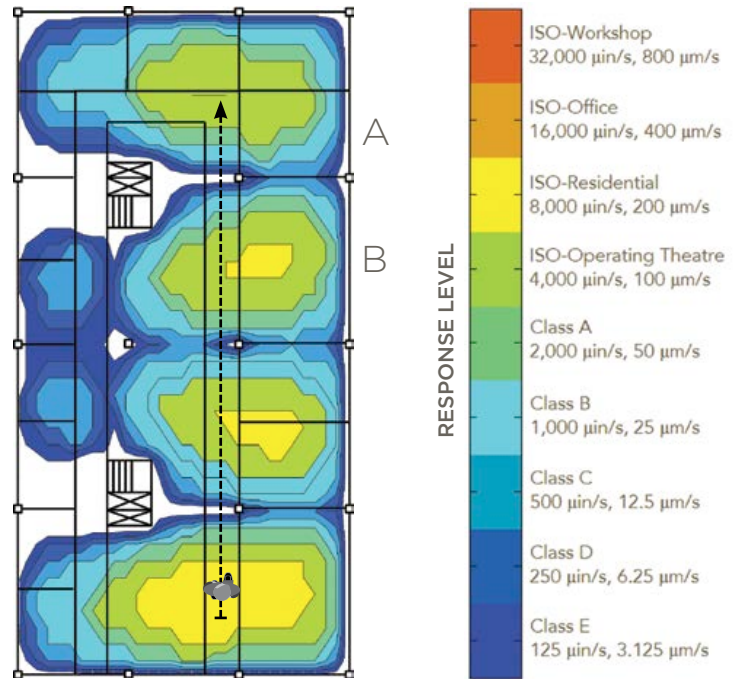 A
B
RESPONSE LEVEL
ISO-Workshop
32,000 μin/s, 800 μm/s
ISO-Office
16,000 μin/s, 400 μm/s
ISO-Residential
8,000 μin/s, 200 μm/s
ISO-Operating Theatre
4,000 μin/s, 100 μm/s
Class A
2,000 μin/s, 50 μm/s
Class B
1,000 μin/s, 25 μm/s
Class C
500 μin/s, 12.5 μm/s
Class D
250 μin/s, 6.25 μm/s
Class E
125 μin/s, 3.125 μm/s